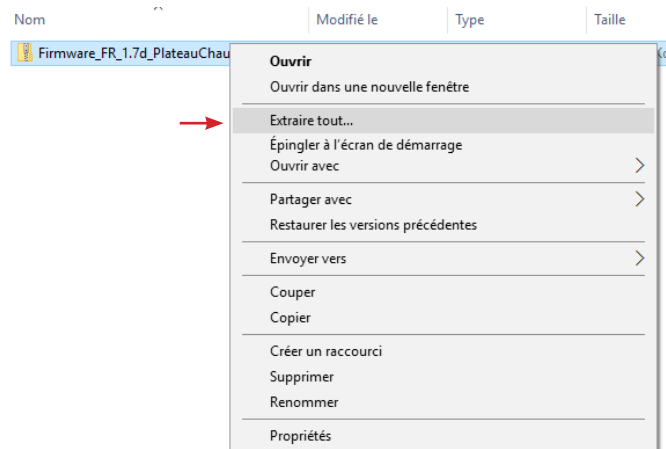 Nom Modifié le Type Taille
Firmware_FR_1.7d_PlateauChau
Ouvrir
Ouvrir dans une nouvelle fenêtre
Extraire tout...
Épingler à l'écran de démarrage
Ouvrir avec
Partager avec
Restaurer les versions précédentes
Envoyer vers
Couper
Copier
Créer un raccourci
Supprimer
Renommer
Propriétés